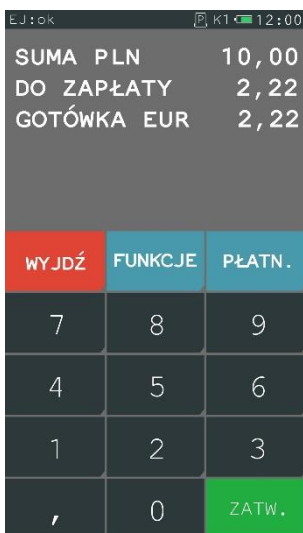 EJ:ok P K1 12:00
SUMA PLN 10,00
DO ZAPŁATY 2,22
GOTÓWKA EUR 2,22
WYJDŹ FUNKCJE PŁATN.
7 8 9
4 5 6
1 2 3
, 0 ZATW.